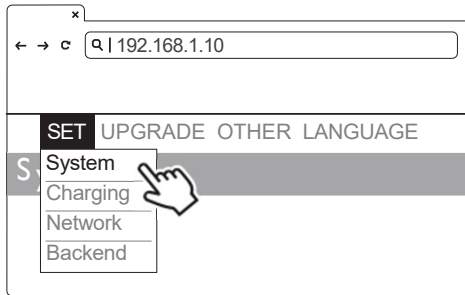 192.168.1.10
SET UPGRADE OTHER LANGUAGE
System
Charging
Network
Backend